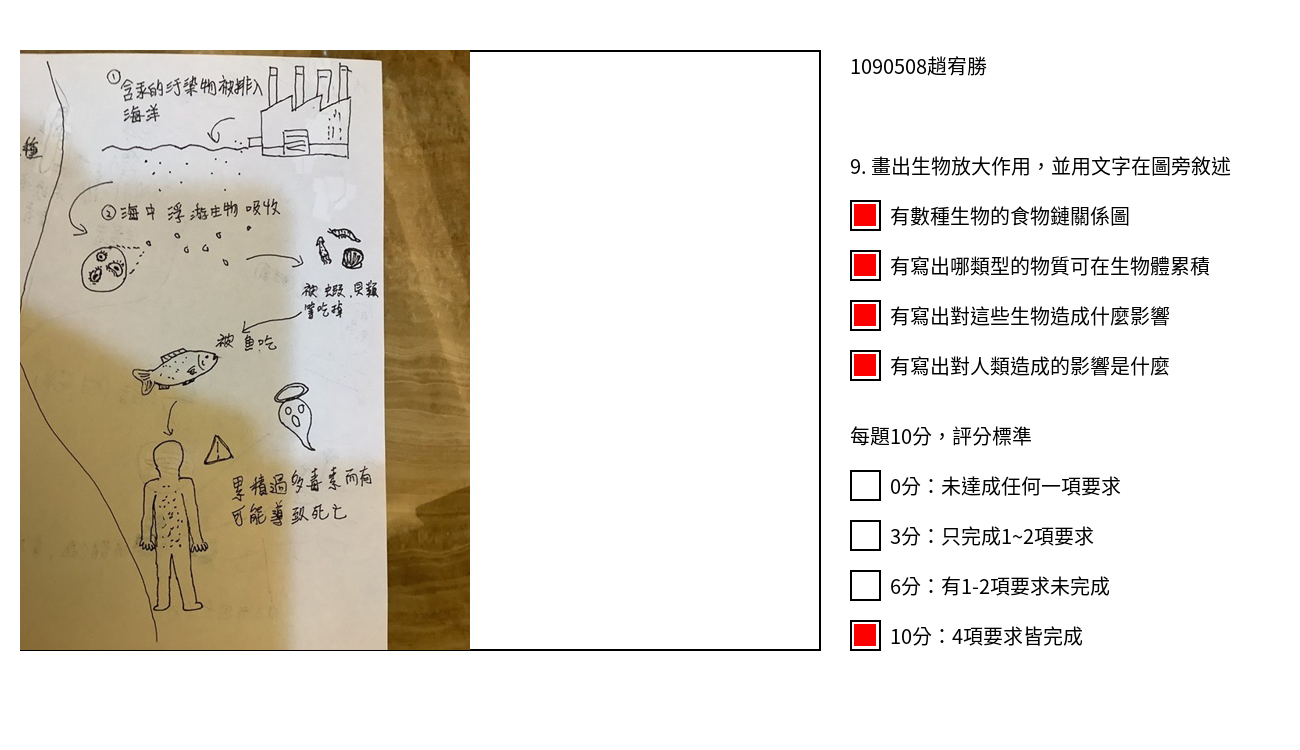 ①含汞的汙染物被排入
海洋
種
②海中 浮游生物 吸收
被蝦.貝類
等吃掉
被魚吃
!
累積過多毒素而有
可能導致死亡
1090508趙宥勝
9. 畫出生物放大作用，並用文字在圖旁敘述
有數種生物的食物鏈關係圖
有寫出哪類型的物質可在生物體累積
有寫出對這些生物造成什麼影響
有寫出對人類造成的影響是什麼
每題10分，評分標準
0分：未達成任何一項要求
3分：只完成1~2項要求
6分：有1-2項要求未完成
10分：4項要求皆完成